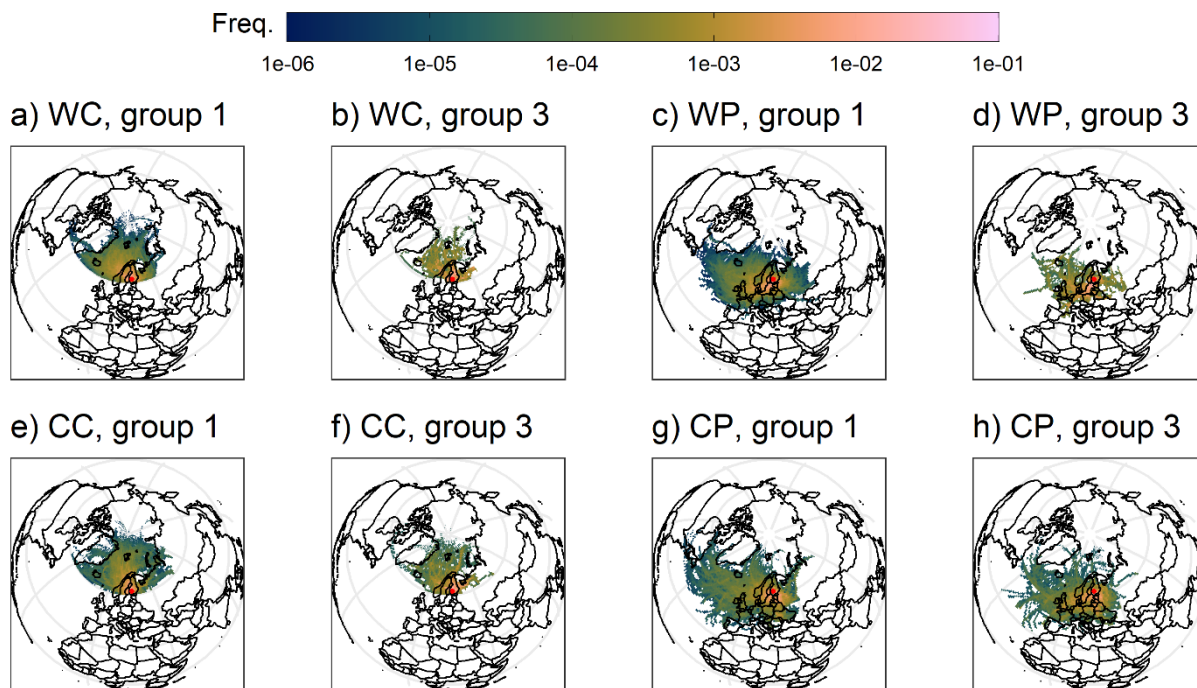 Freq.
1e-06 1e-05 1e-04 1e-03 1e-02 1e-01
a) WC, group 1 b) WC, group 3 c) WP, group 1 d) WP, group 3
e) CC, group 1 f) CC, group 3 g) CP, group 1 h) CP, group 3